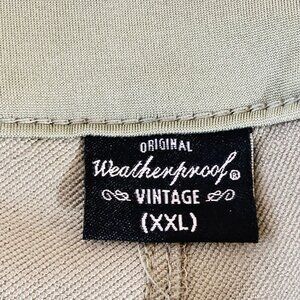 ORIGINAL
Weatherproof®
VINTAGE
(XXL)